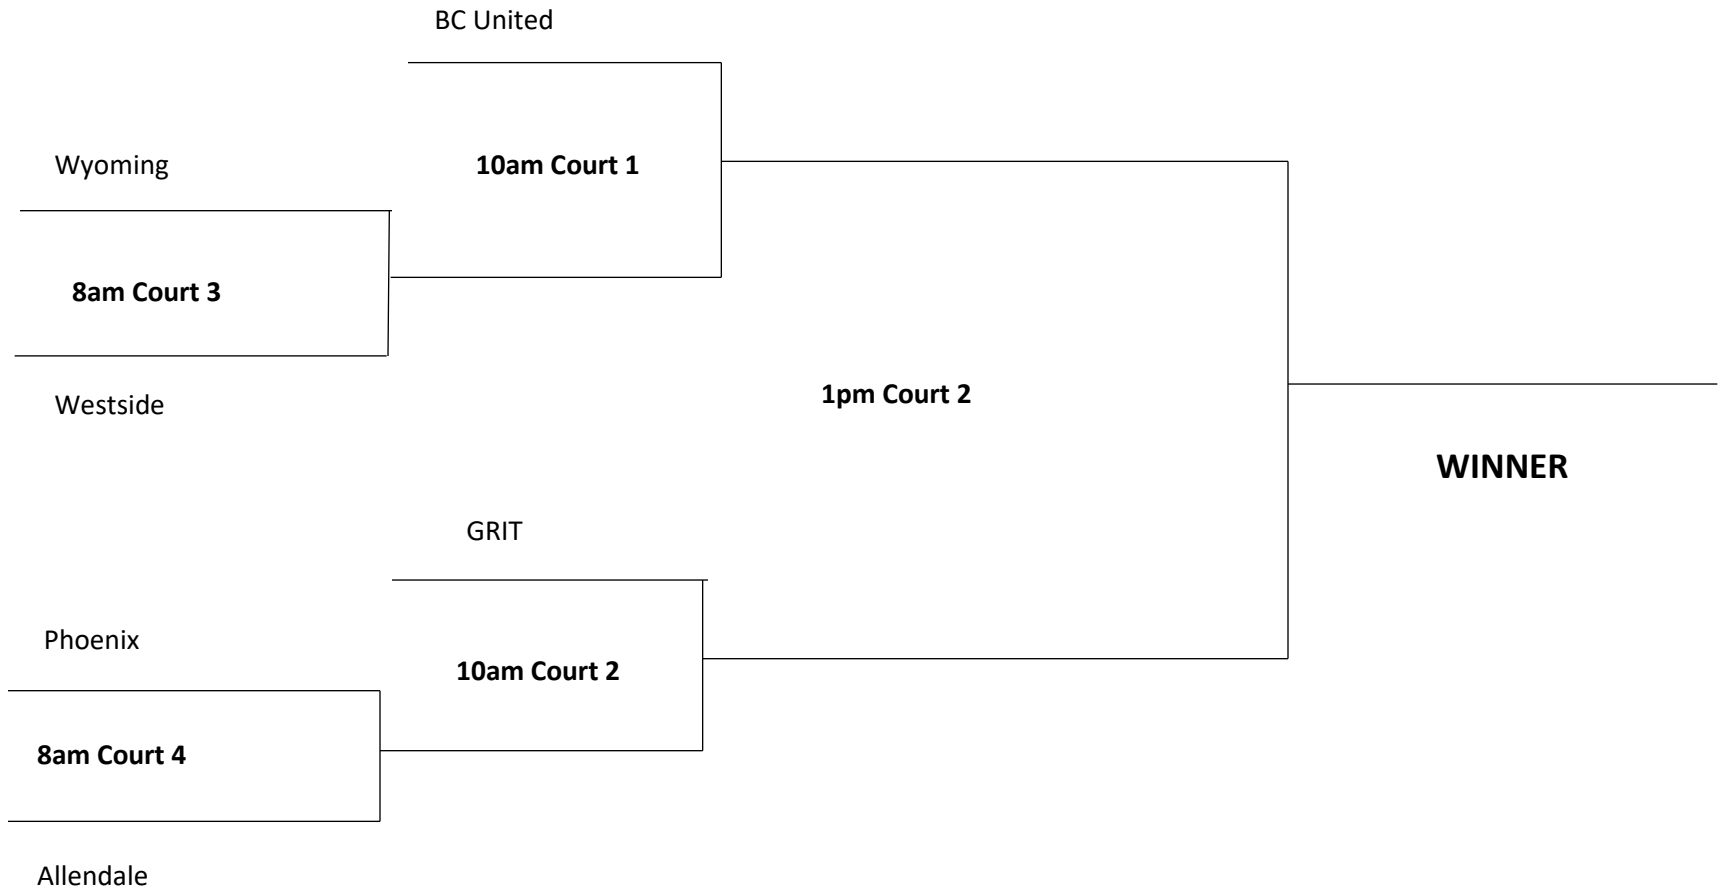 BC United
Wyoming
10am Court 1
8am Court 3
Westside
1pm Court 2
WINNER
GRIT
Phoenix
10am Court 2
8am Court 4
Allendale